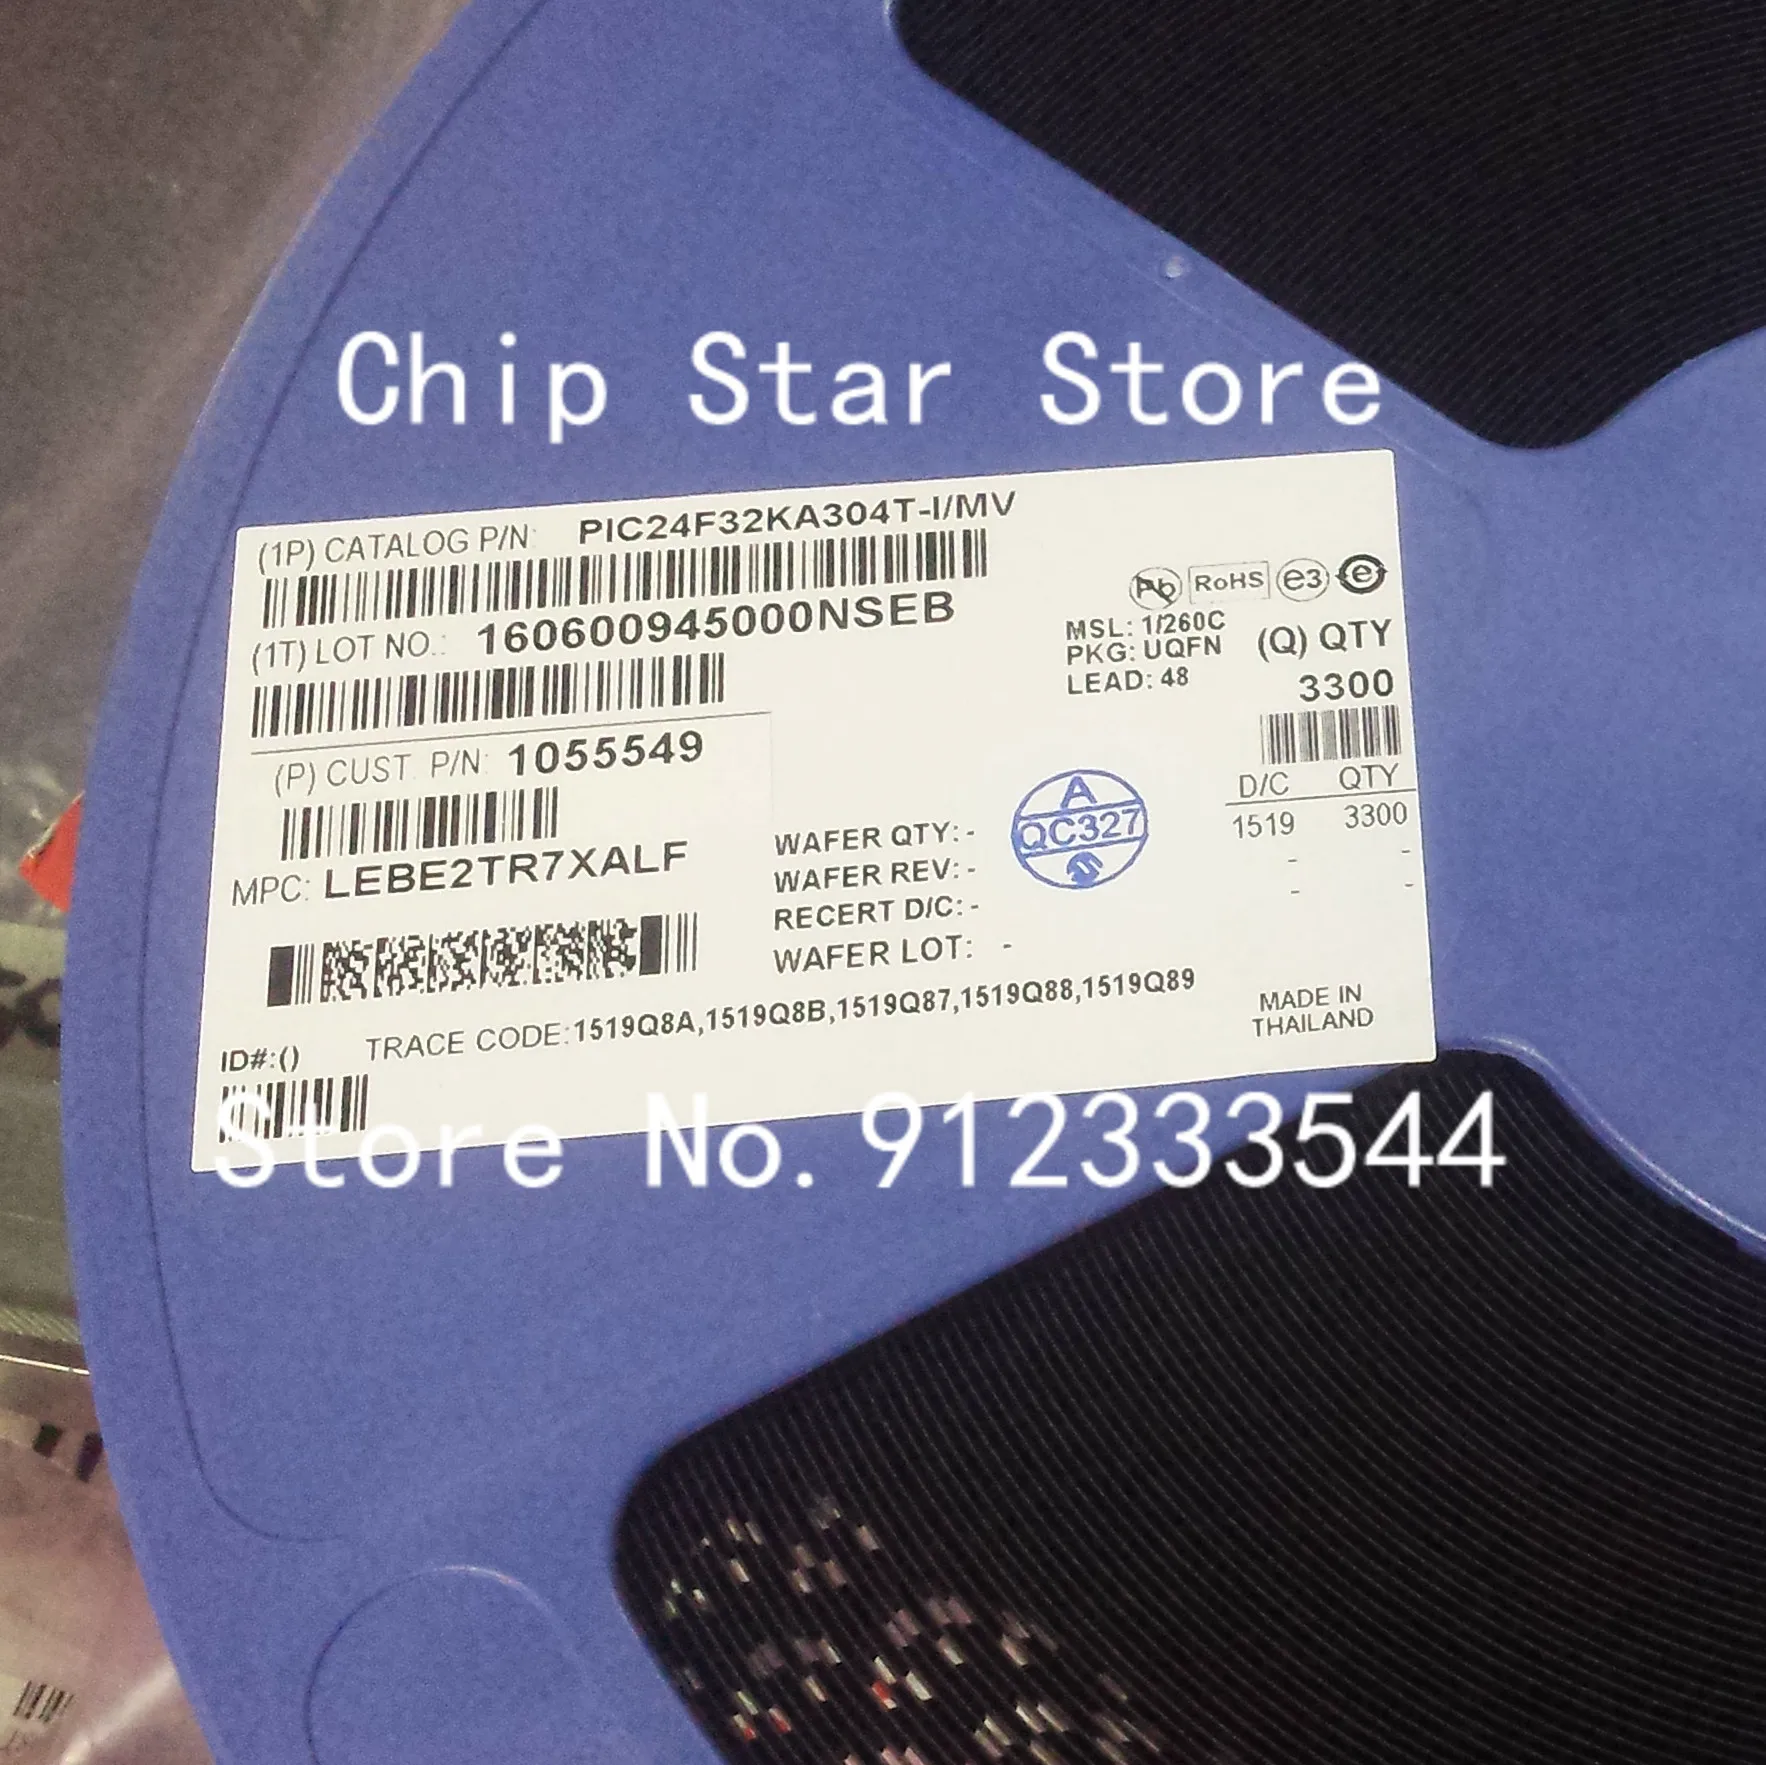 Chip Star Store
(1P) CATALOG P/N: PIC24F32KA304T-I/MV
(1T) LOT NO.: 160600945000NSEB
Pb RoHS e3 e
MSL: 1/260C
PKG: UQFN
LEAD: 48
(Q) QTY
3300
(P) CUST. P/N: 1055549
D/C QTY
1519 3300
- -
- -
MPC: LEBE2TR7XALF
WAFER QTY: -
WAFER REV: -
RECERT D/C: -
WAFER LOT: -
A
QC327
TRACE CODE:1519Q8A,1519Q8B,1519Q87,1519Q88,1519Q89
MADE IN
THAILAND
ID#:()
Store No.912333544